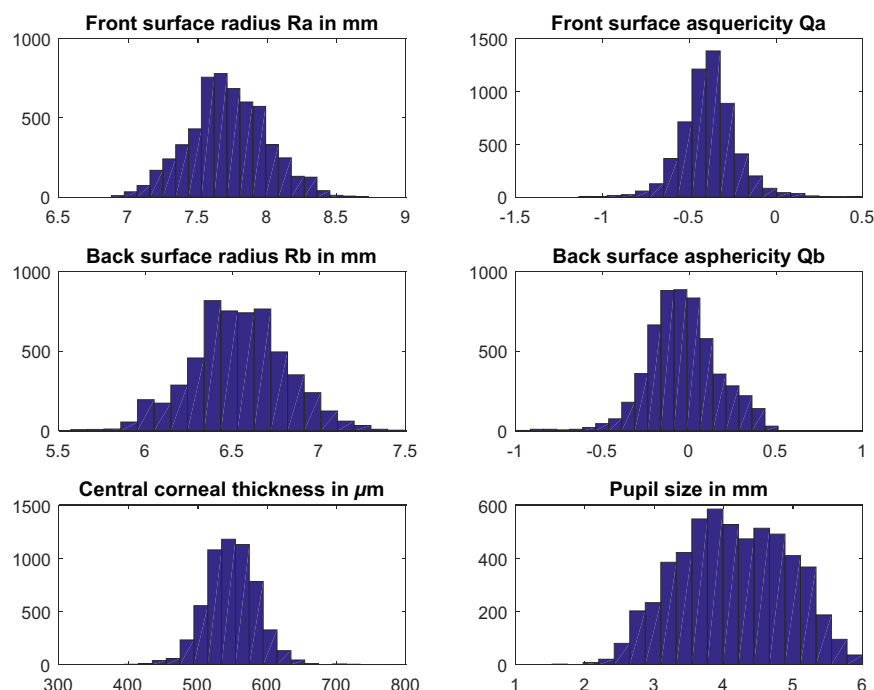 Front surface radius Ra in mm
1000
500
0
6.5 7 7.5 8 8.5 9
Front surface asquericity Qa
1500
1000
500
0
-1.5 -1 -0.5 0 0.5
Back surface radius Rb in mm
1000
500
0
5.5 6 6.5 7 7.5
Back surface asphericity Qb
1000
500
0
-1 -0.5 0 0.5 1
Central corneal thickness in µm
1500
1000
500
0
300 400 500 600 700 800
Pupil size in mm
600
400
200
0
1 2 3 4 5 6